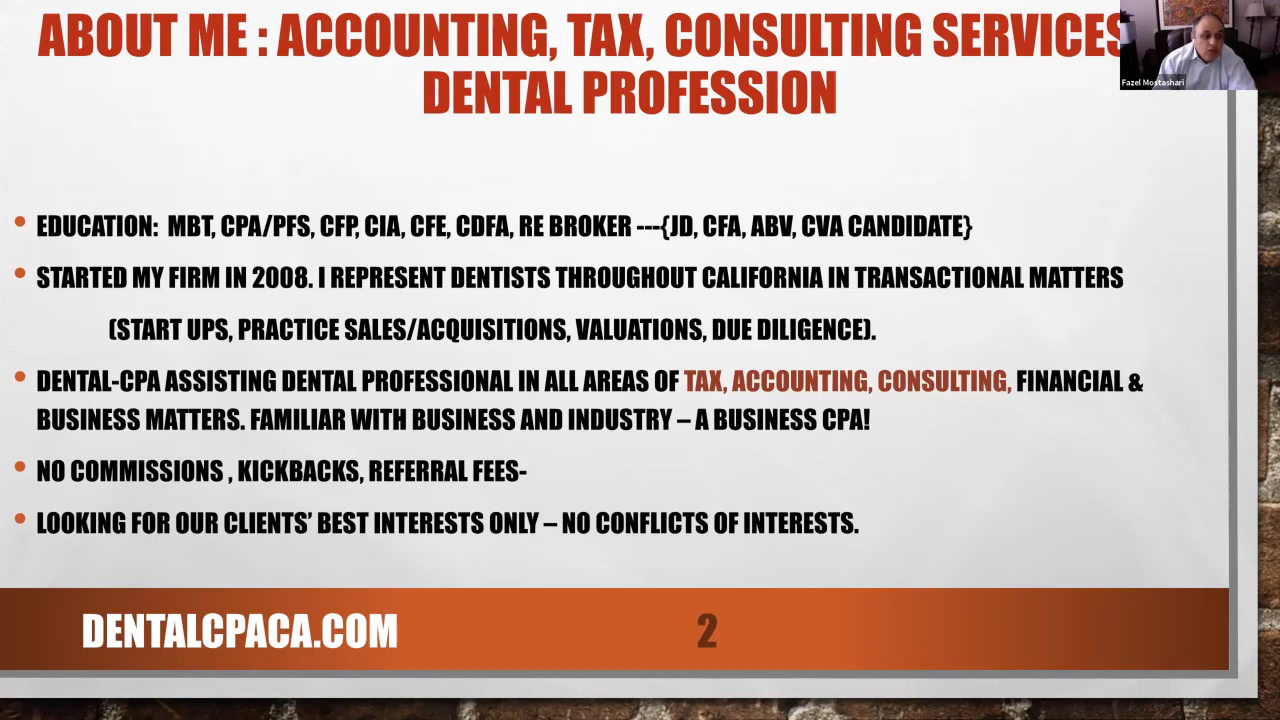 ABOUT ME : ACCOUNTING, TAX, CONSULTING SERVICES
DENTAL PROFESSION
Fazel Mostashari
• EDUCATION: MBT, CPA/PFS, CFP, CIA, CFE, CDFA, RE BROKER ---{JD, CFA, ABV, CVA CANDIDATE}
• STARTED MY FIRM IN 2008. I REPRESENT DENTISTS THROUGHOUT CALIFORNIA IN TRANSACTIONAL MATTERS
(START UPS, PRACTICE SALES/ACQUISITIONS, VALUATIONS, DUE DILIGENCE).
• DENTAL-CPA ASSISTING DENTAL PROFESSIONAL IN ALL AREAS OF TAX, ACCOUNTING, CONSULTING, FINANCIAL &
BUSINESS MATTERS. FAMILIAR WITH BUSINESS AND INDUSTRY – A BUSINESS CPA!
• NO COMMISSIONS , KICKBACKS, REFERRAL FEES-
• LOOKING FOR OUR CLIENTS’ BEST INTERESTS ONLY – NO CONFLICTS OF INTERESTS.
DENTALCPACA.COM
2